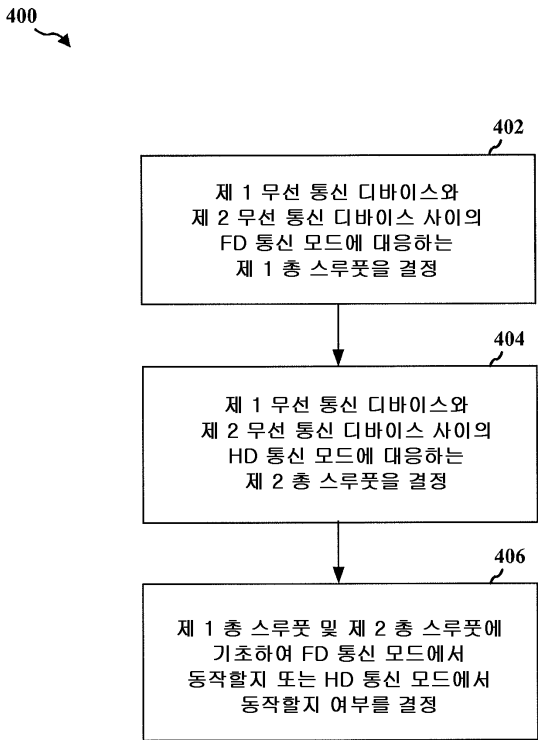 400
402
제 1 무선 통신 디바이스와
제 2 무선 통신 디바이스 사이의
FD 통신 모드에 대응하는
제 1 총 스루풋을 결정
404
제 1 무선 통신 디바이스와
제 2 무선 통신 디바이스 사이의
HD 통신 모드에 대응하는
제 2 총 스루풋을 결정
406
제 1 총 스루풋 및 제 2 총 스루풋에
기초하여 FD 통신 모드에서
동작할지 또는 HD 통신 모드에서
동작할지 여부를 결정